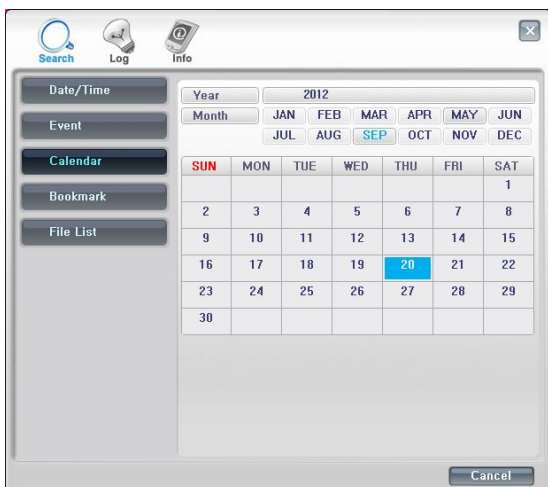 Search Log Info
Date/Time
Event
Calendar
Bookmark
File List
Year 2012
Month JAN FEB MAR APR MAY JUN
JUL AUG SEP OCT NOV DEC
SUN MON TUE WED THU FRI SAT
1
2 3 4 5 6 7 8
9 10 11 12 13 14 15
16 17 18 19 20 21 22
23 24 25 26 27 28 29
30
Cancel